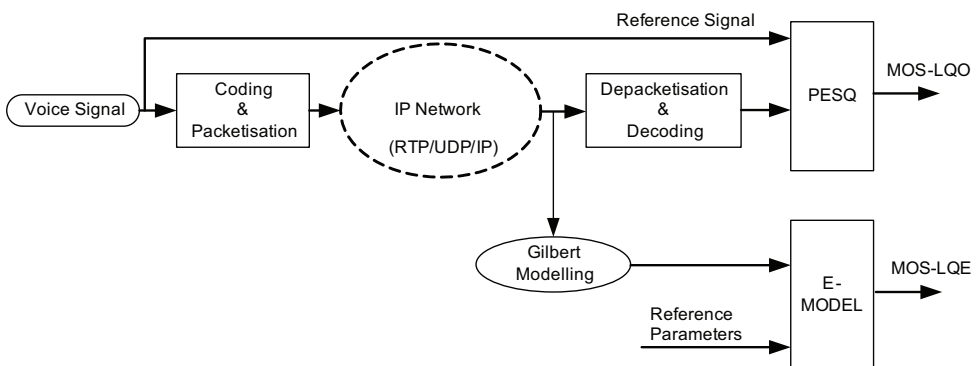 Reference Signal
MOS-LQO
Voice Signal
Coding
&
Packetisation
IP Network
(RTP/UDP/IP)
Depacketisation
&
Decoding
PESQ
Gilbert
Modelling
Reference
Parameters
E-
MODEL
MOS-LQE